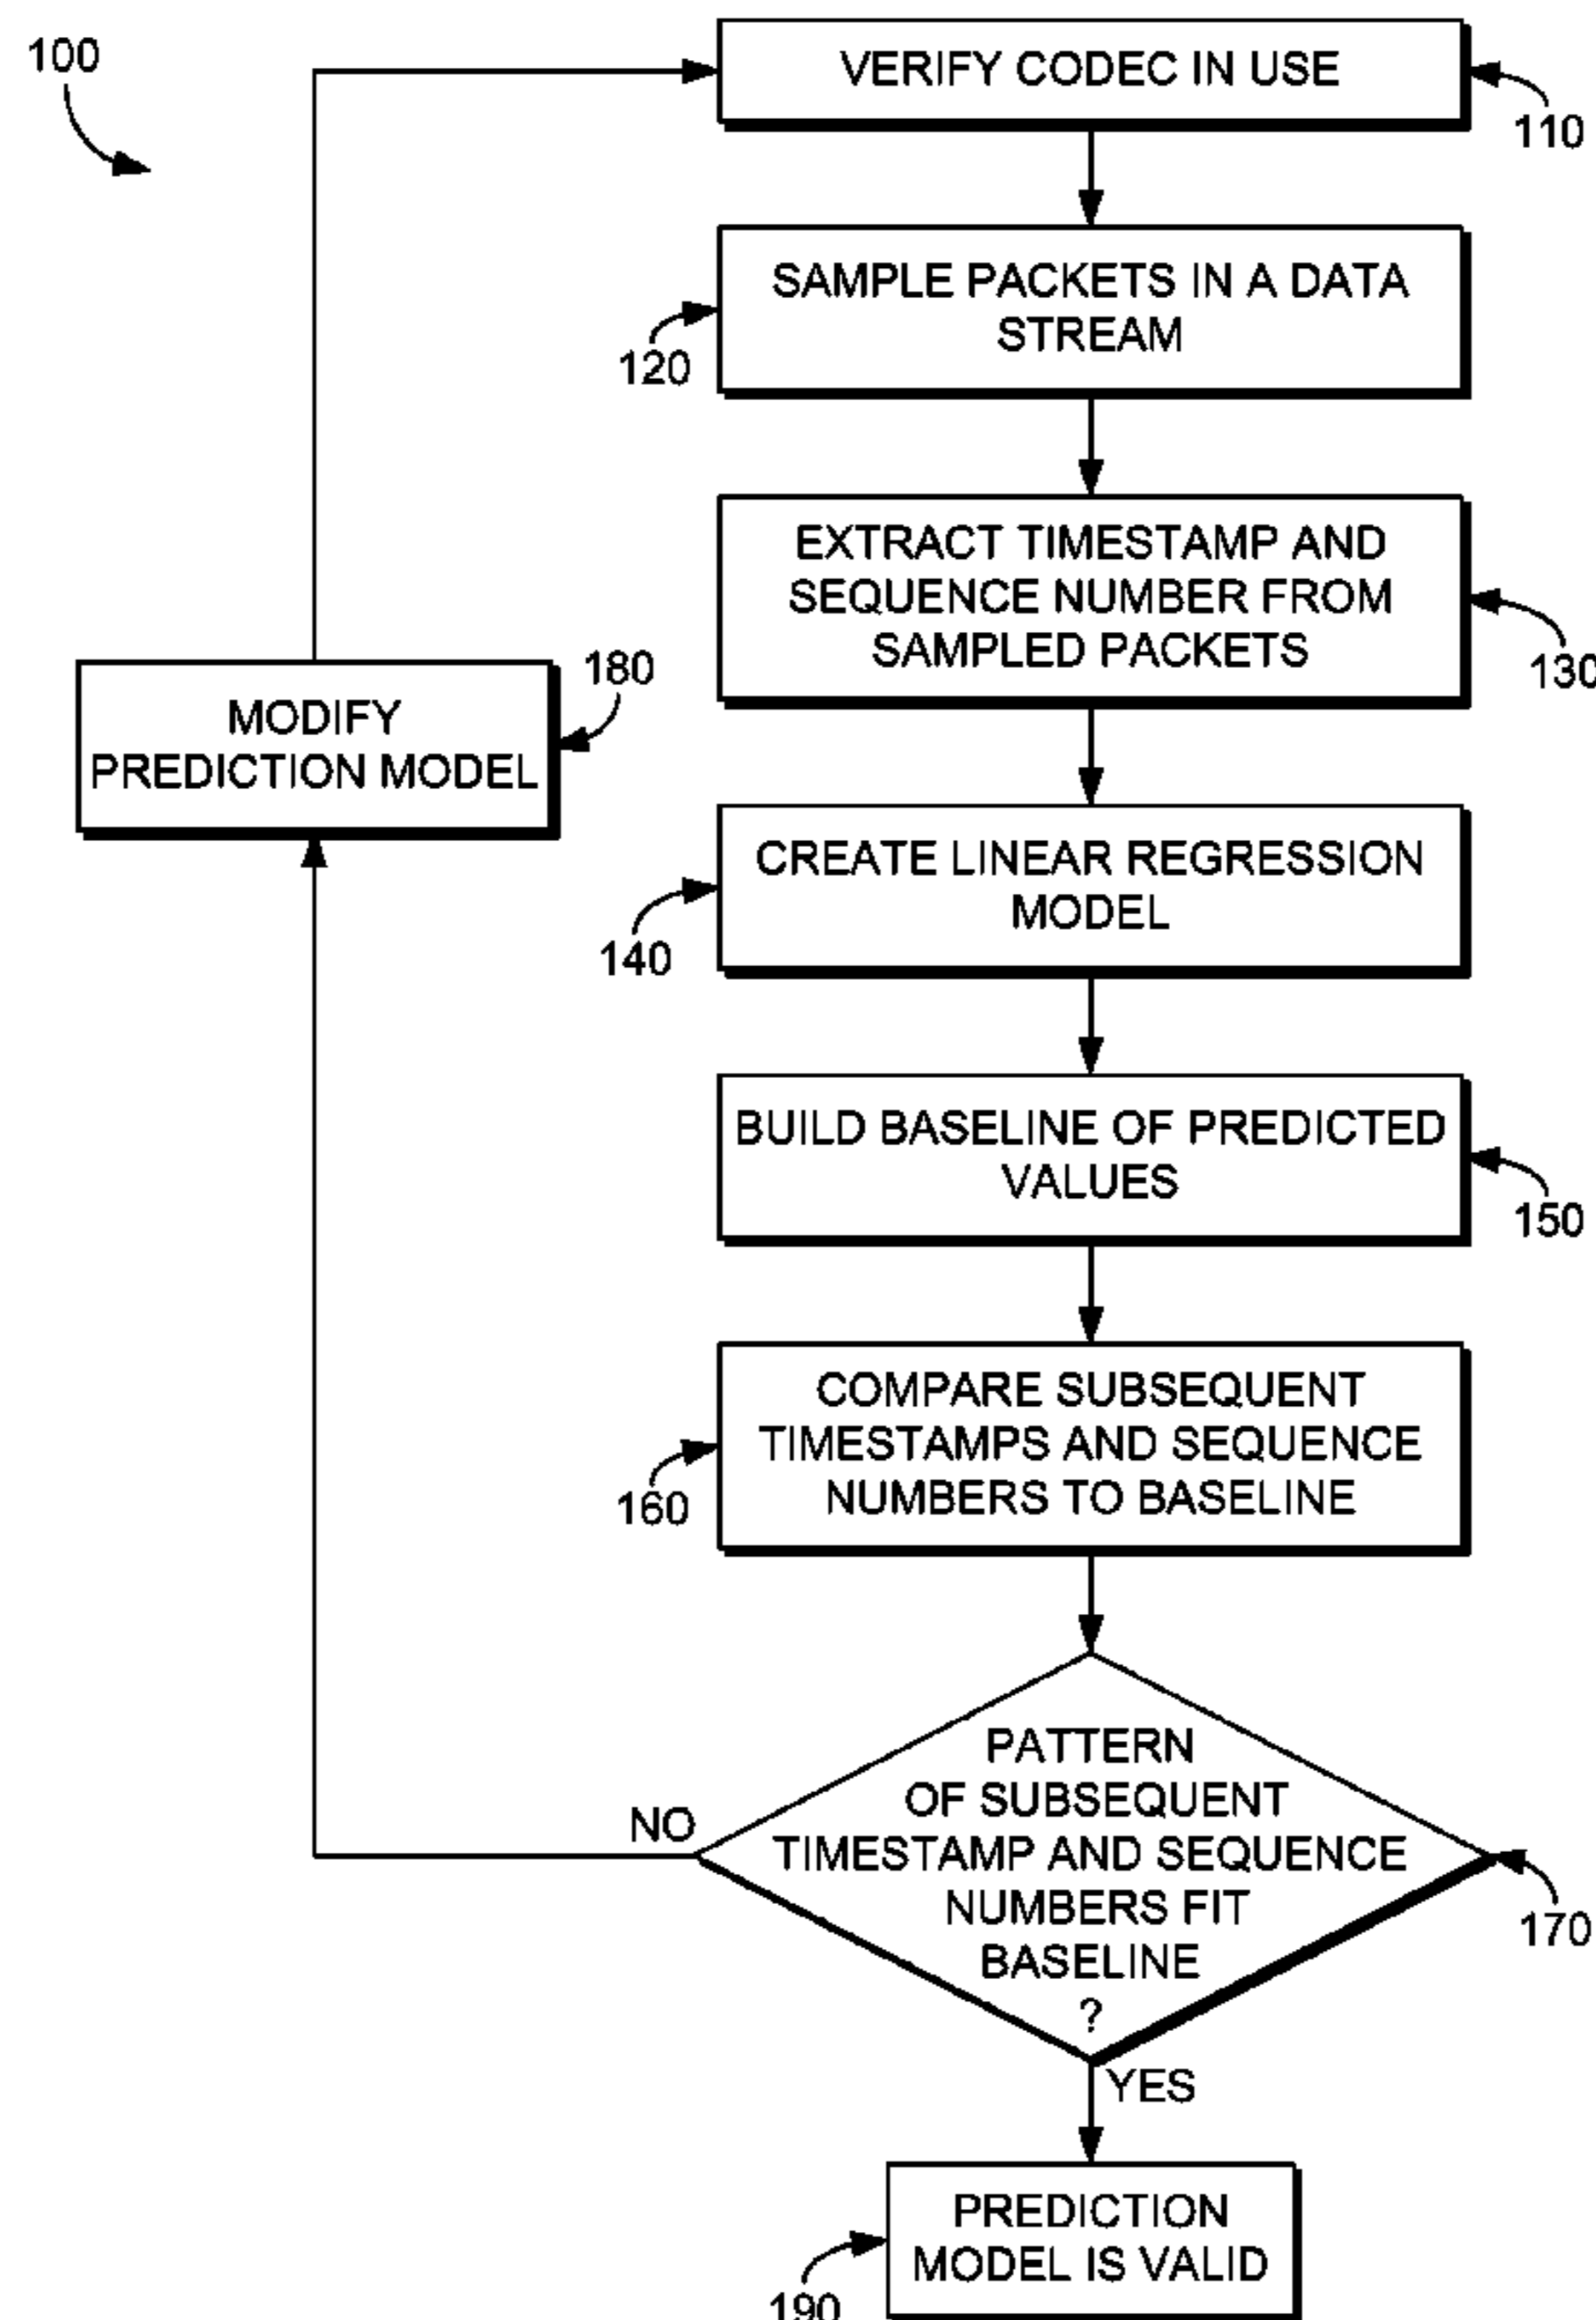 100
VERIFY CODEC IN USE
110
SAMPLE PACKETS IN A DATA
STREAM
120
EXTRACT TIMESTAMP AND
SEQUENCE NUMBER FROM
SAMPLED PACKETS
130
MODIFY
PREDICTION MODEL
180
CREATE LINEAR REGRESSION
MODEL
140
BUILD BASELINE OF PREDICTED
VALUES
150
COMPARE SUBSEQUENT
TIMESTAMPS AND SEQUENCE
NUMBERS TO BASELINE
160
NO
PATTERN
OF SUBSEQUENT
TIMESTAMP AND SEQUENCE
NUMBERS FIT
BASELINE
?
170
YES
PREDICTION
MODEL IS VALID
190